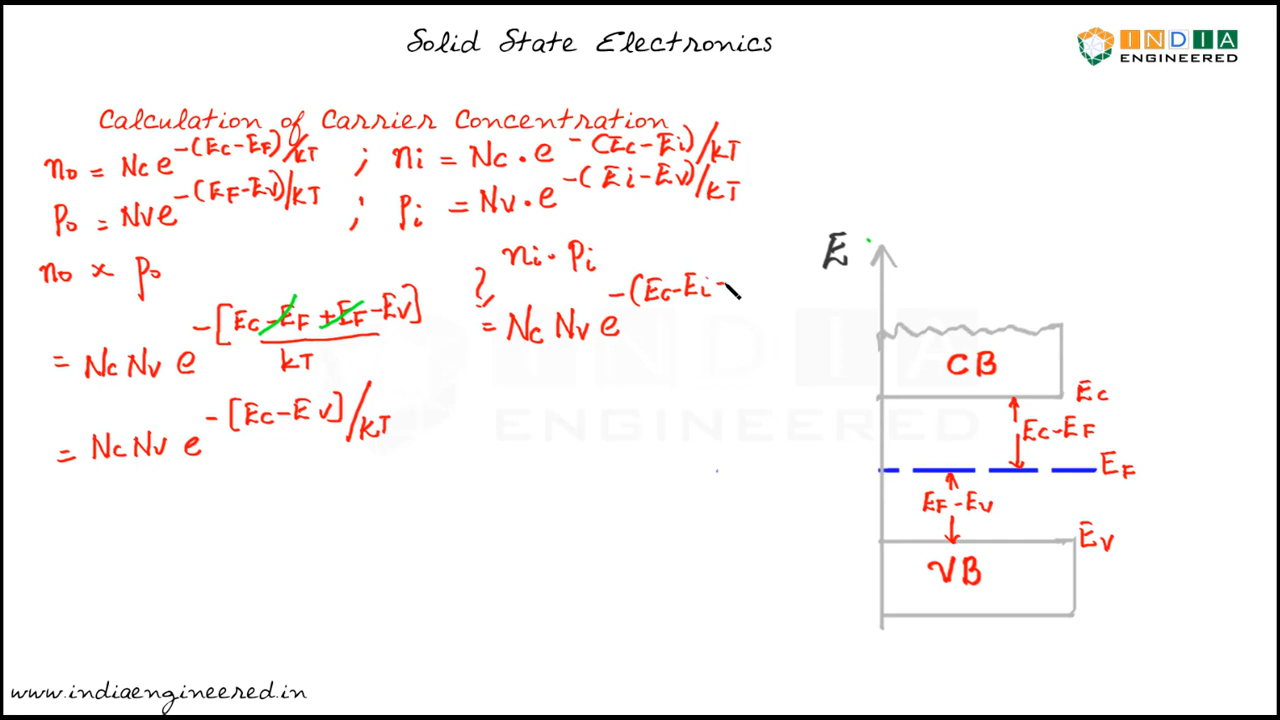 Solid State Electronics
INDIA
ENGINEERED
Calculation of Carrier Concentration
n₀ = Nc e^-(Ec-EF)/kT ; ni = Nc · e^-(Ec-Ei)/kT
p₀ = Nv e^-(EF-EV)/kT ; pi = Nv · e^-(Ei-EV)/kT
n₀ × p₀
ni · pi
= Nc Nv e^-[Ec-EF+EF-EV]/kT
= Nc Nv e^-(Ec-Ei-
= Nc Nv e^-[Ec-EV]/kT
E
CB
Ec
Ec-EF
EF
EF-EV
EV
VB
INDIA
ENGINEERED
www.indiaengineered.in